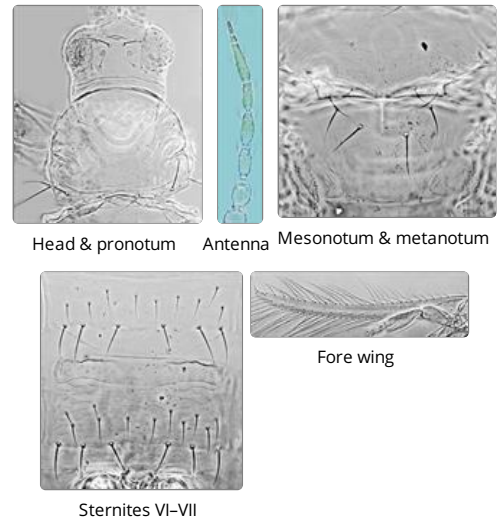 Head & pronotum
Antenna
Mesonotum & metanotum
Fore wing
Sternites VI–VII